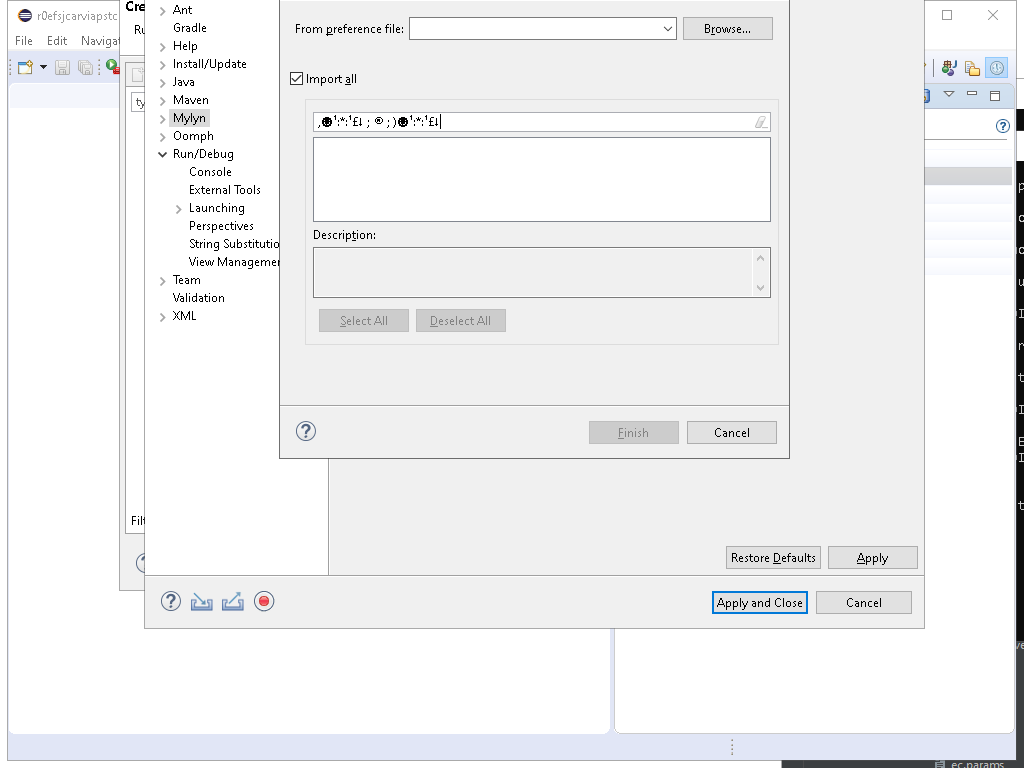 r0efsjcarviapstc
File Edit Naviga
Cre
Ru
ty
Filt
Ant
Gradle
Help
Install/Update
Java
Maven
Mylyn
Oomph
Run/Debug
Console
External Tools
Launching
Perspectives
String Substitutio
View Managemer
Team
Validation
XML
From preference file:
Browse...
Import all
,☻¹:*:¹£↓ ; ® ; )☻¹:*:¹£↓
Description:
Select All
Deselect All
Finish
Cancel
Restore Defaults
Apply
Apply and Close
Cancel
ec.params